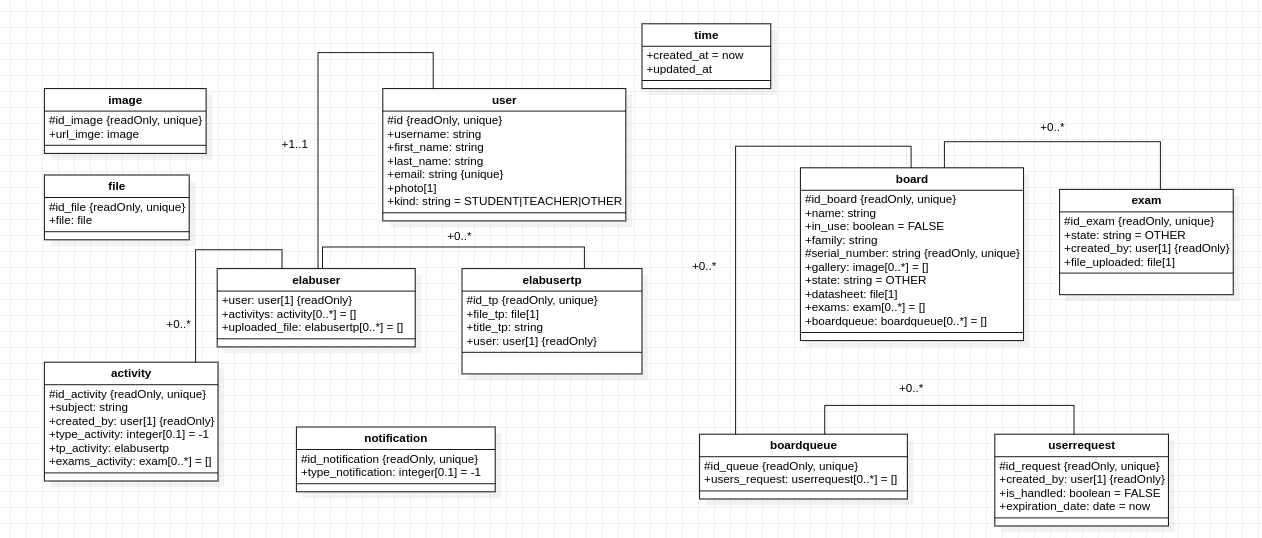 time
+created_at = now
+updated_at
image
#id_image {readOnly, unique}
+url_imge: image
user
#id {readOnly, unique}
+username: string
+first_name: string
+last_name: string
+email: string {unique}
+photo[1]
+kind: string = STUDENT|TEACHER|OTHER
+1..1
file
#id_file {readOnly, unique}
+file: file
+0..*
board
#id_board {readOnly, unique}
+name: string
+in_use: boolean = FALSE
+family: string
#serial_number: string {readOnly, unique}
+gallery: image[0..*] = []
+state: string = OTHER
+datasheet: file[1]
+exams: exam[0..*] = []
+boardqueue: boardqueue[0..*] = []
exam
#id_exam {readOnly, unique}
+state: string = OTHER
+created_by: user[1] {readOnly}
+file_uploaded: file[1]
+0..*
+0..*
elabuser
+user: user[1] {readOnly}
+activitys: activity[0..*] = []
+uploaded_file: elabusertp[0..*] = []
elabusertp
#id_tp {readOnly, unique}
+file_tp: file[1]
+title_tp: string
+user: user[1] {readOnly}
+0..*
activity
#id_activity {readOnly, unique}
+subject: string
+created_by: user[1] {readOnly}
+type_activity: integer[0.1] = -1
+tp_activity: elabusertp
+exams_activity: exam[0..*] = []
notification
#id_notification {readOnly, unique}
+type_notification: integer[0.1] = -1
+0..*
boardqueue
#id_queue {readOnly, unique}
+users_request: userrequest[0..*] = []
userrequest
#id_request {readOnly, unique}
+created_by: user[1] {readOnly}
+is_handled: boolean = FALSE
+expiration_date: date = now